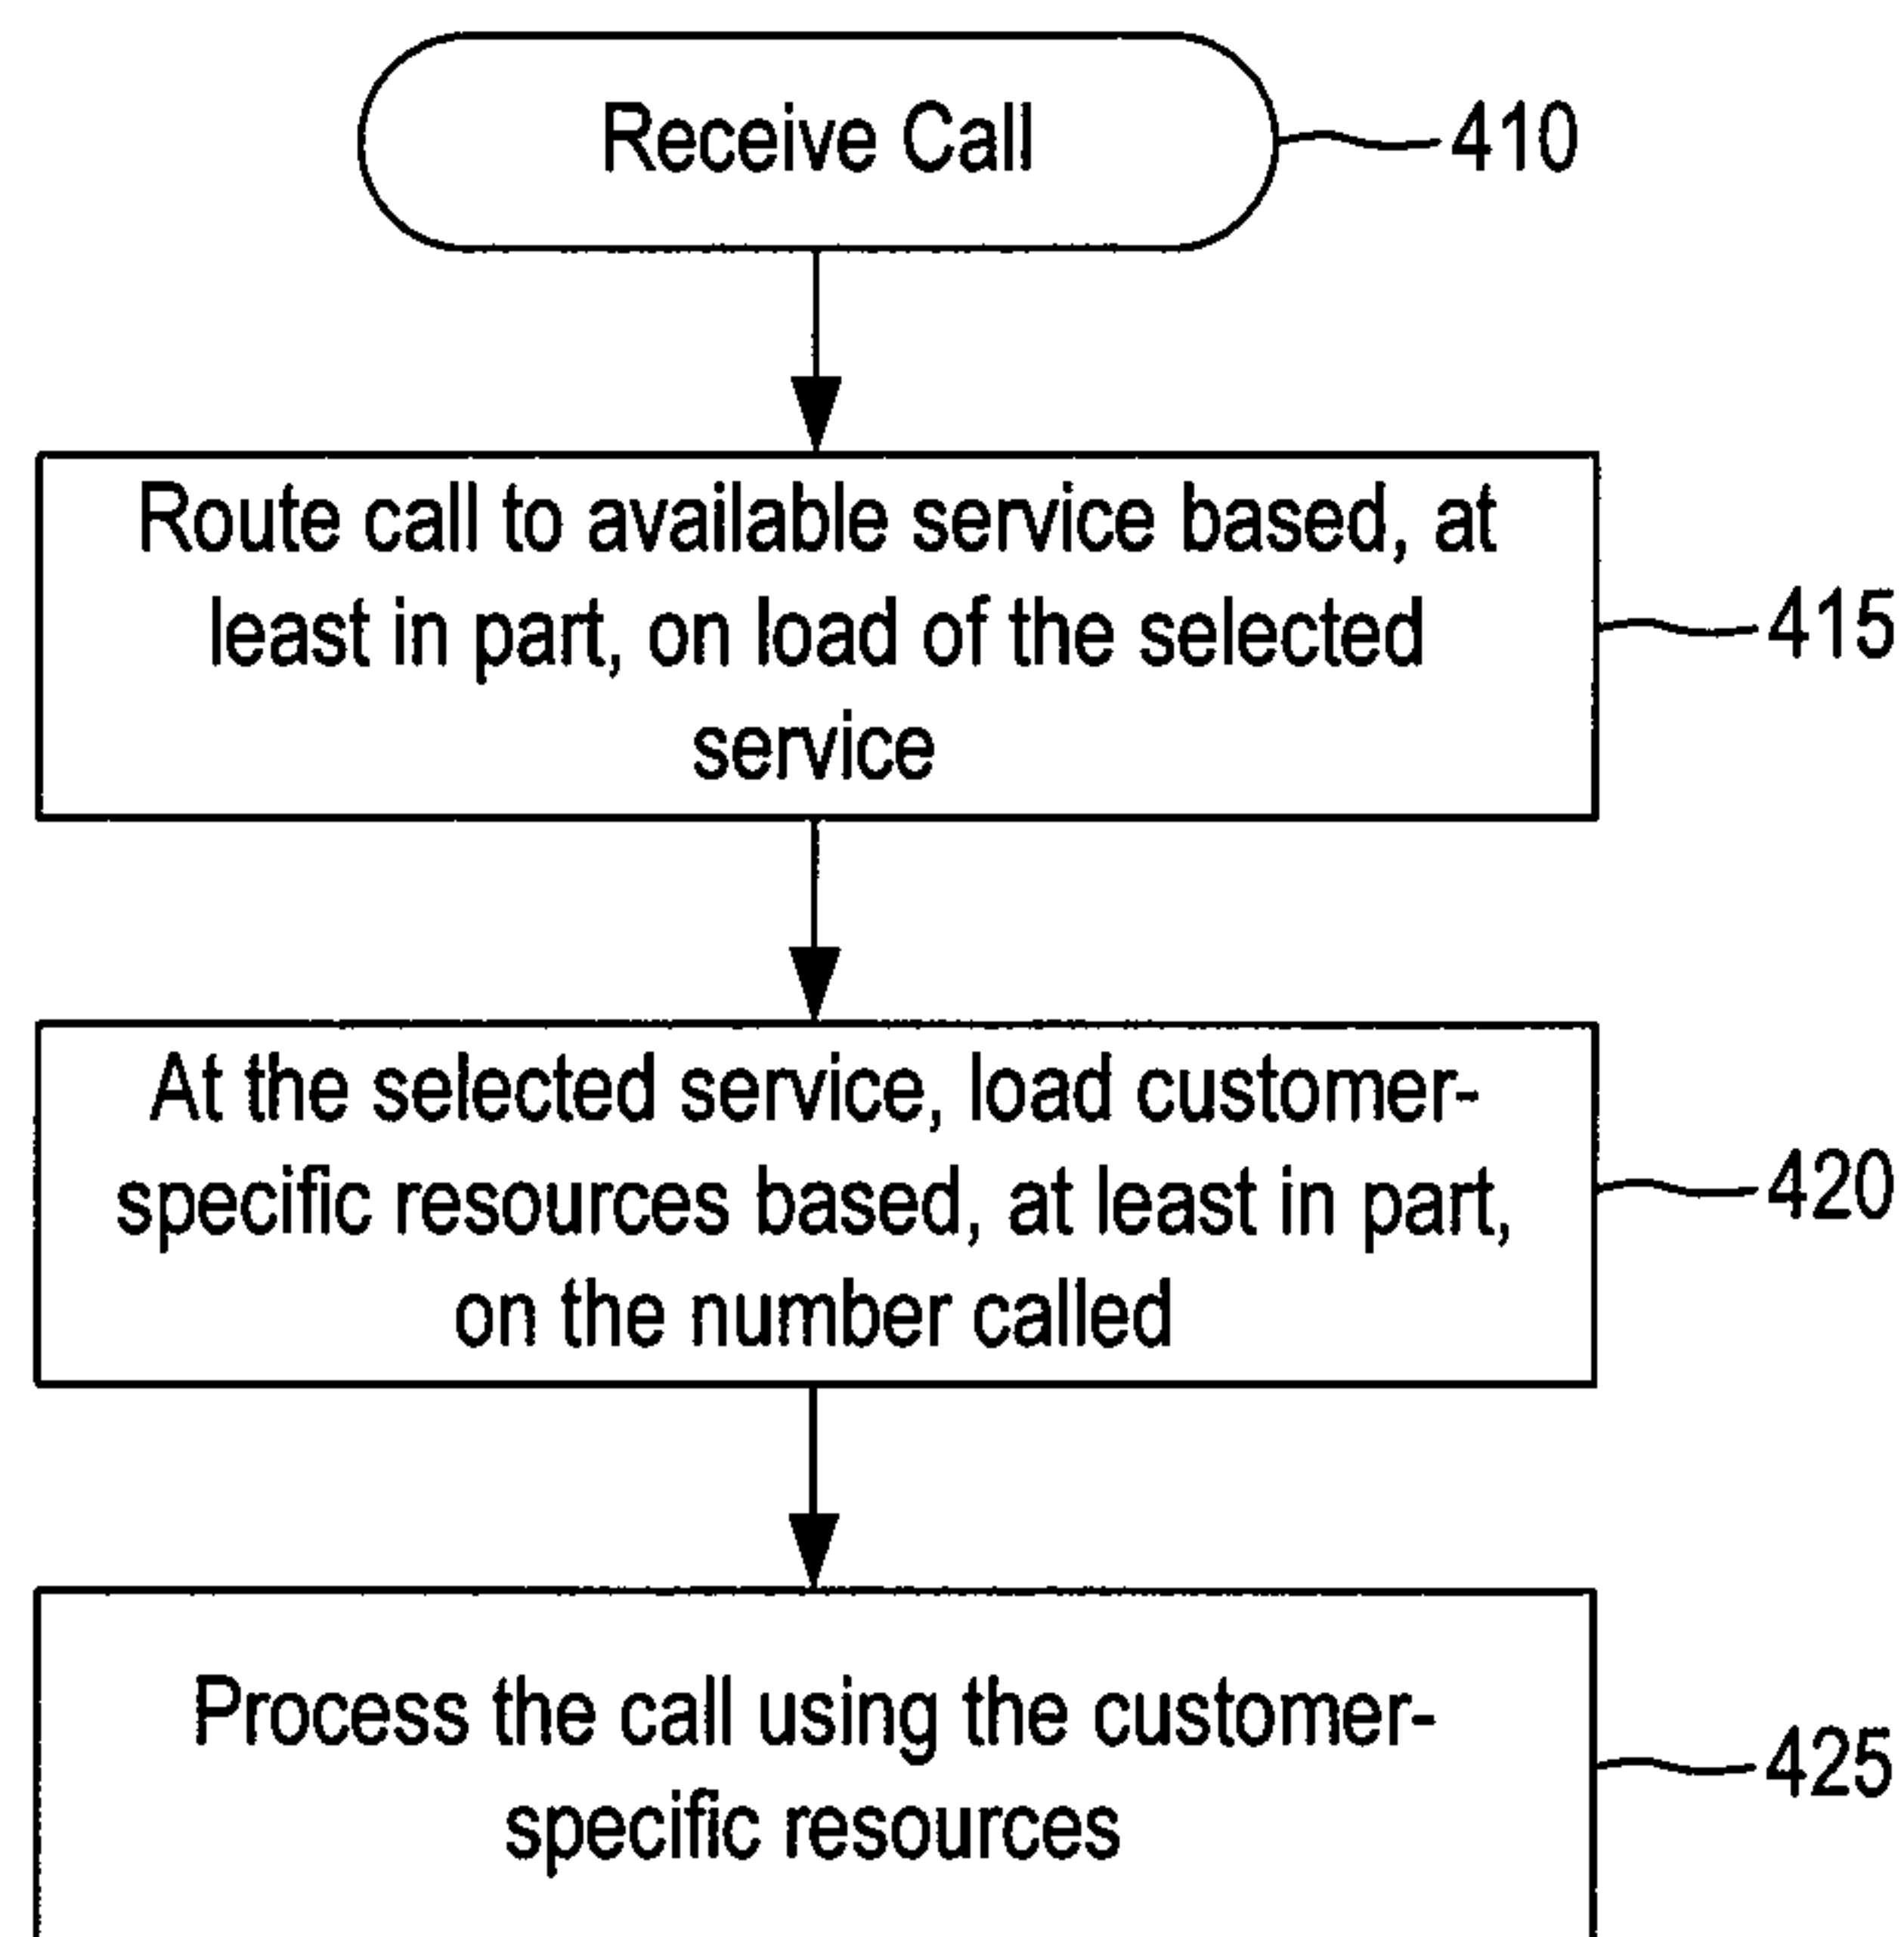 Receive Call
410
Route call to available service based, at
least in part, on load of the selected
service
415
At the selected service, load customer-
specific resources based, at least in part,
on the number called
420
Process the call using the customer-
specific resources
425